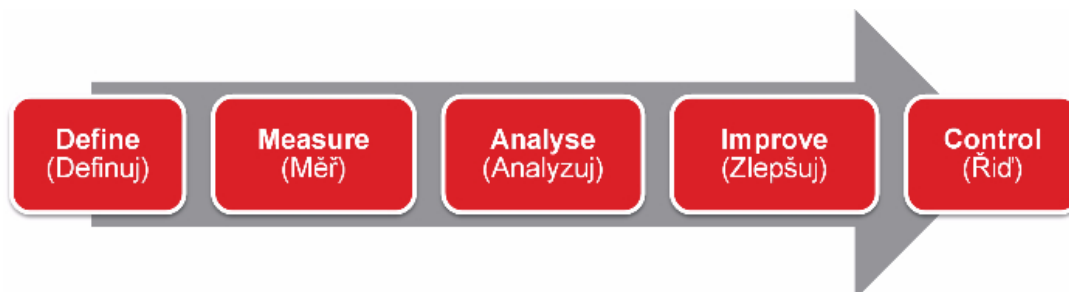 Define
(Definuj)
Measure
(Měř)
Analyse
(Analyzuj)
Improve
(Zlepšuj)
Control
(Řiď)